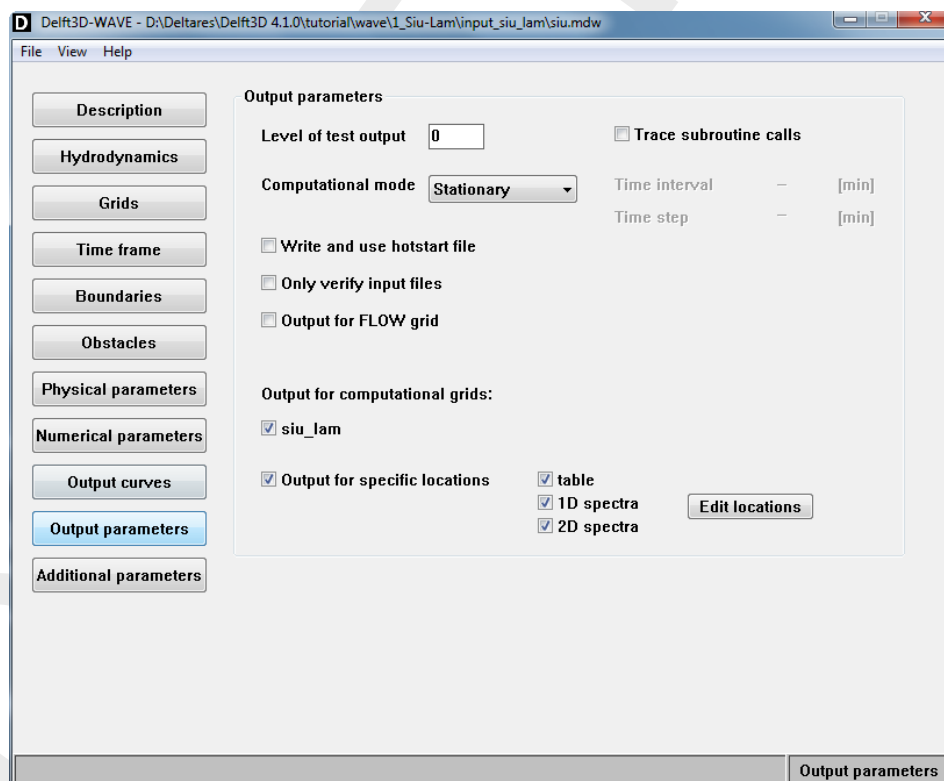 D Delft3D-WAVE - D:\Deltares\Delft3D 4.1.0\tutorial\wave\1_Siu-Lam\input_siu_lam\siu.mdw
File View Help
Description
Hydrodynamics
Grids
Time frame
Boundaries
Obstacles
Physical parameters
Numerical parameters
Output curves
Output parameters
Additional parameters
Output parameters
Level of test output 0
Trace subroutine calls
Computational mode Stationary
Time interval – [min]
Time step – [min]
Write and use hotstart file
Only verify input files
Output for FLOW grid
Output for computational grids:
siu_lam
Output for specific locations
table
1D spectra
2D spectra
Edit locations
Output parameters